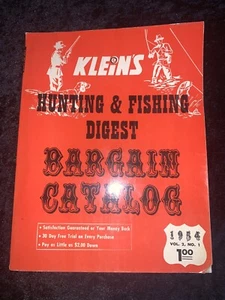 KLEIN'S
HUNTING & FISHING
DIGEST
BARGAIN
CATALOG
• Satisfaction Guaranteed or Your Money Back
• 30 Day Free Trial on Every Purchase
• Pay as Little as $2.00 Down
1954
VOL. 2, NO. 1
1.00